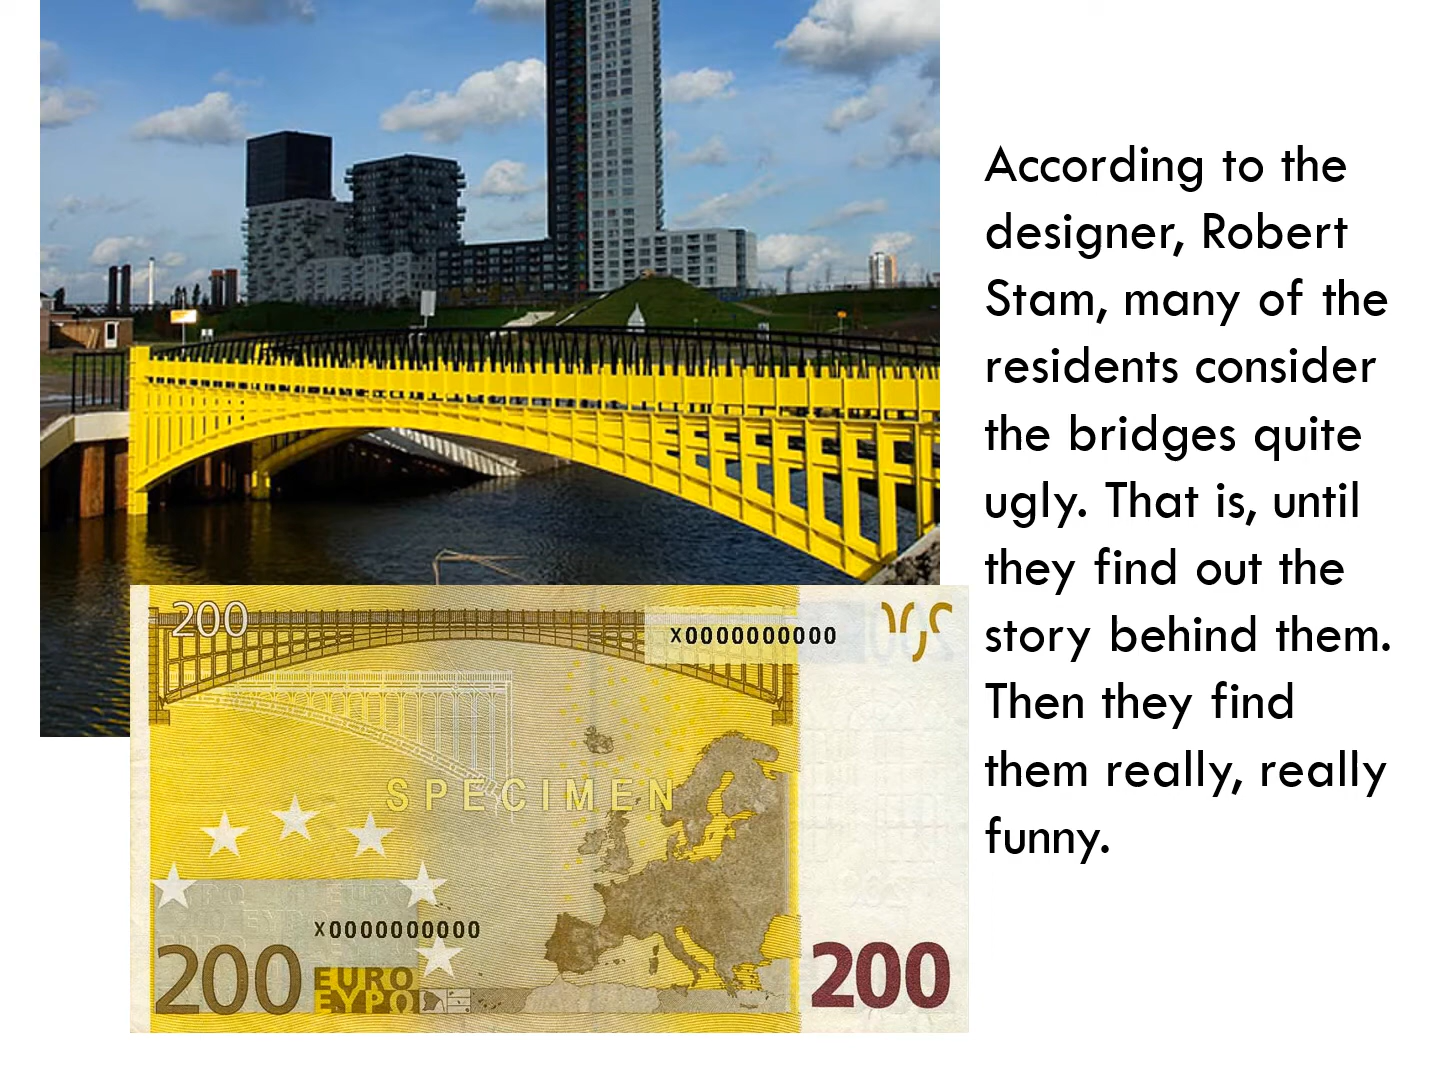 According to the
designer, Robert
Stam, many of the
residents consider
the bridges quite
ugly. That is, until
they find out the
story behind them.
Then they find
them really, really
funny.
200
X0000000000
SPECIMEN
X0000000000
200 EURO
ΕΥΡΩ
200